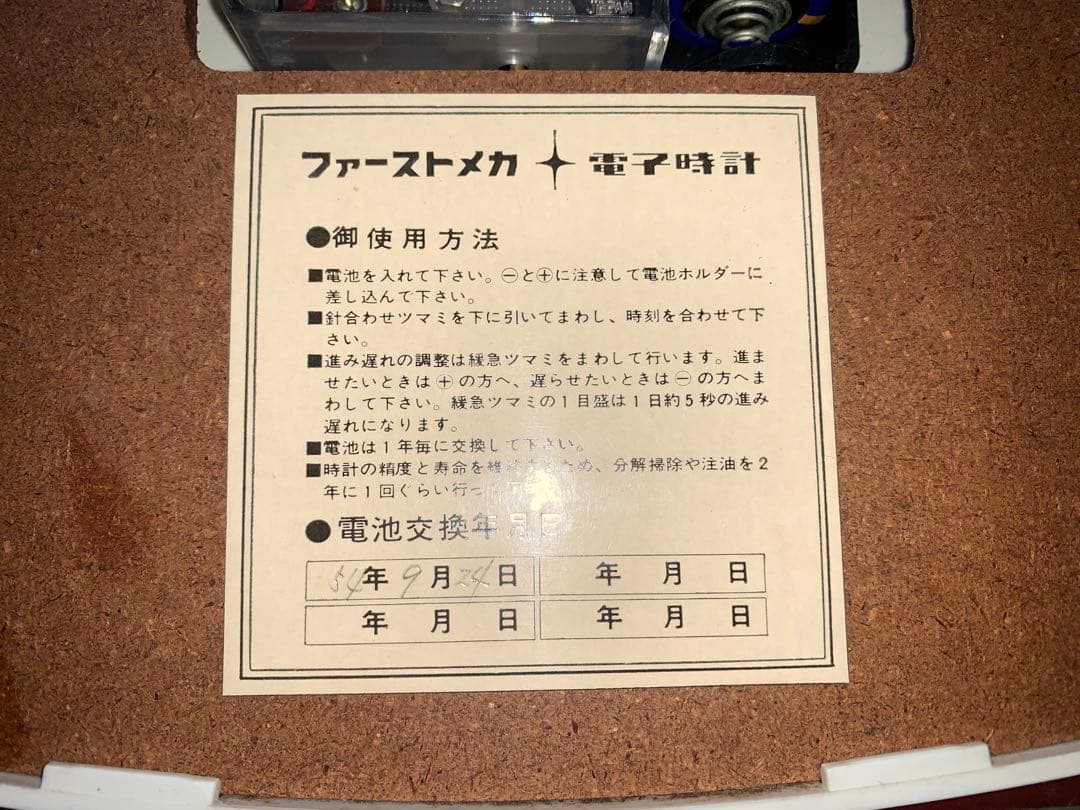 ファーストメカ 電子時計
●御使用方法
■電池を入れて下さい。㊀と⊕に注意して電池ホルダーに
差し込んで下さい。
■針合わせツマミを下に引いてまわし、時刻を合わせて下
さい。
■進み遅れの調整は緩急ツマミをまわして行います。進ま
せたいときは⊕の方へ、遅らせたいときは㊀の方へま
わして下さい。緩急ツマミの1目盛は1日約5秒の進み
遅れになります。
■電池は1年毎に交換して下さい。
■時計の精度と寿命を維 ため、分解掃除や注油を2
年に1回ぐらい行っ
●電池交換年月日
54年9月24日 年 月 日
年 月 日 年 月 日